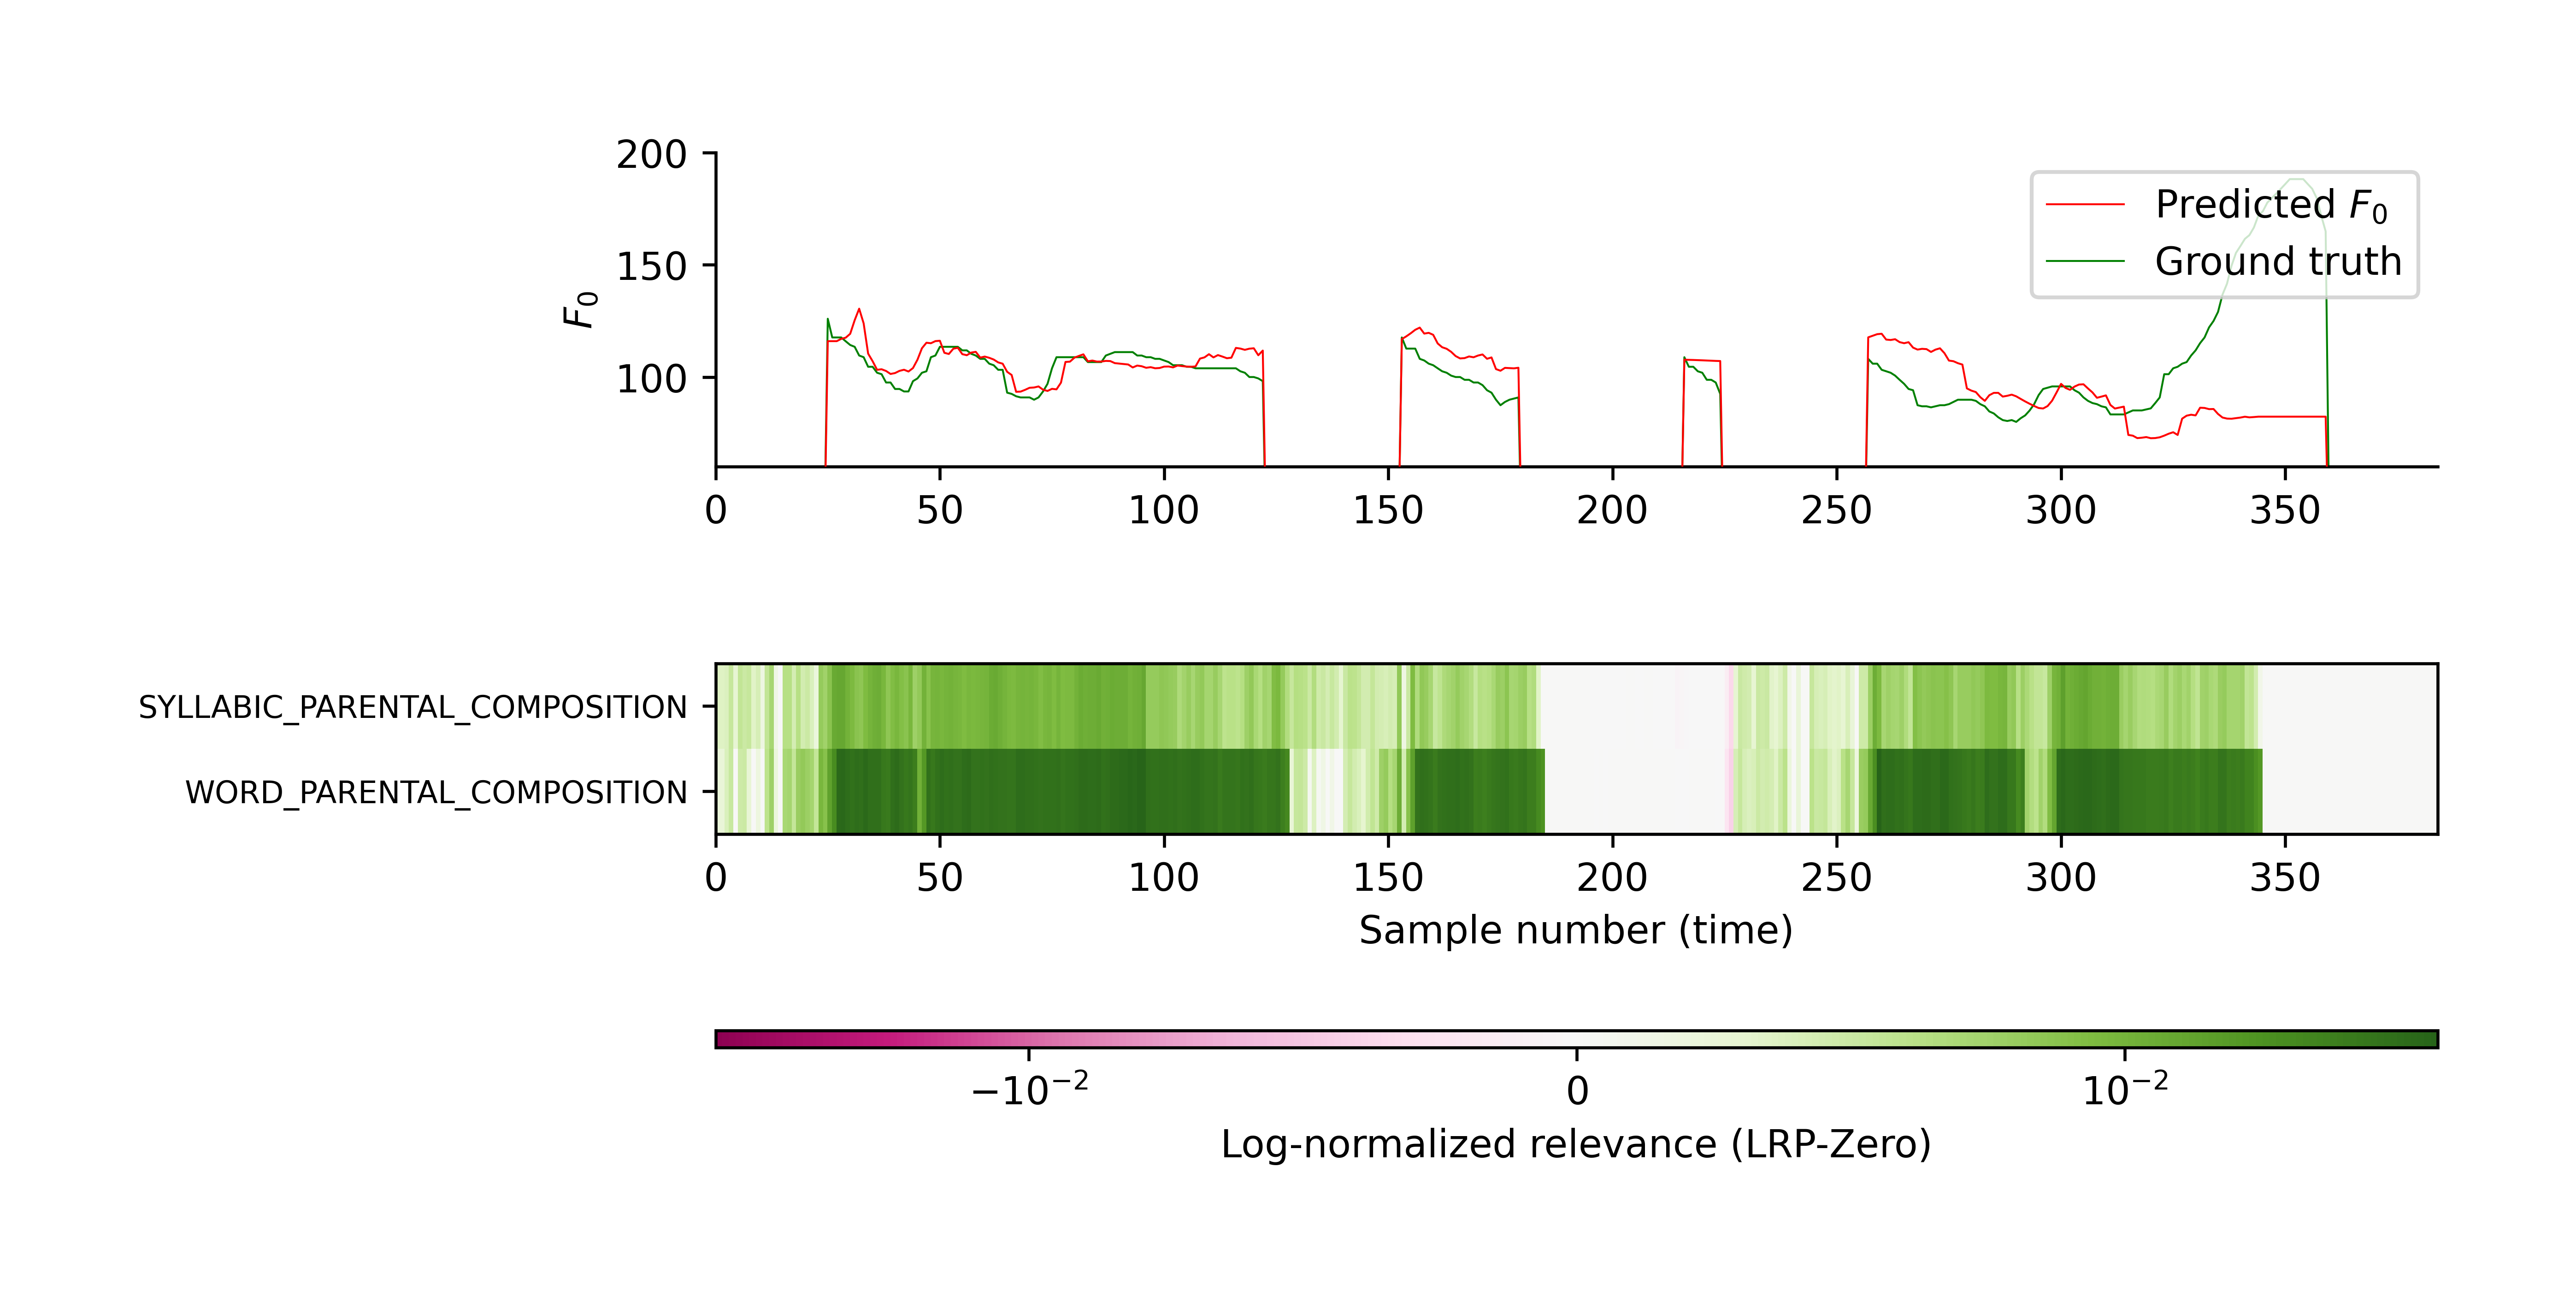 200
150
100
F₀
Predicted F₀
Ground truth
0 50 100 150 200 250 300 350
SYLLABIC_PARENTAL_COMPOSITION
WORD_PARENTAL_COMPOSITION
0 50 100 150 200 250 300 350
Sample number (time)
−10⁻² 0 10⁻²
Log-normalized relevance (LRP-Zero)